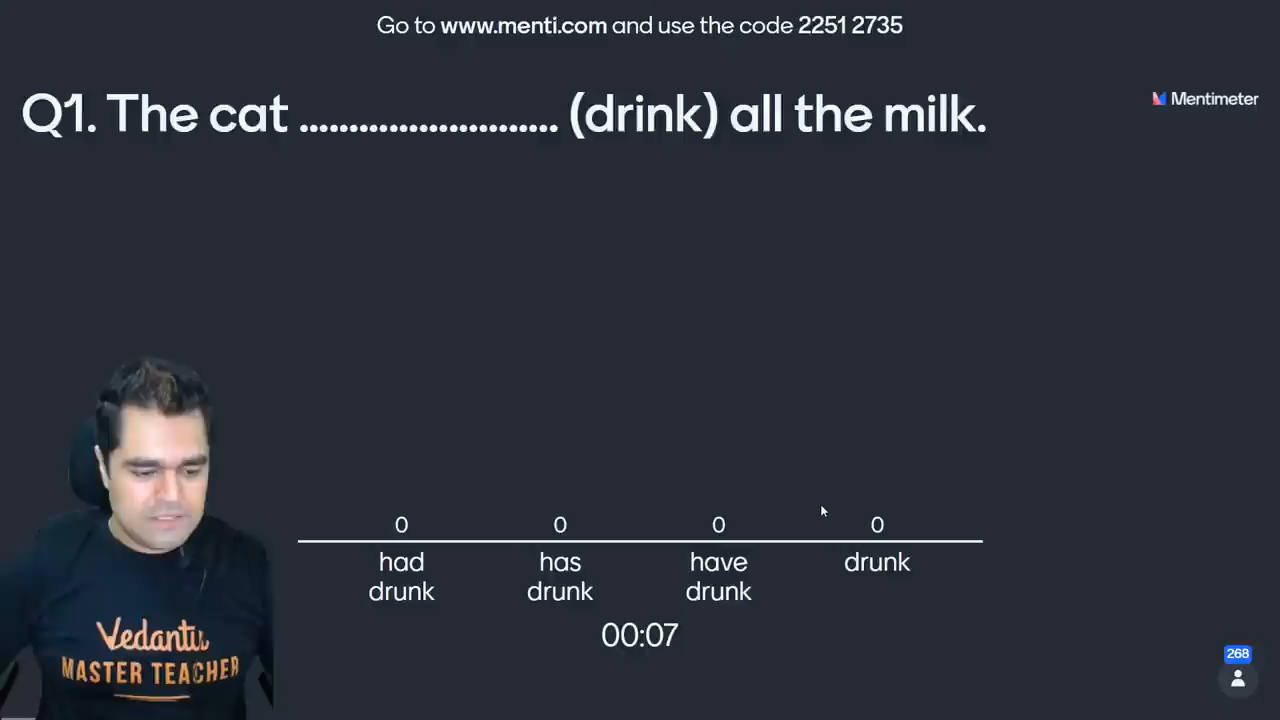 Go to www.menti.com and use the code 2251 2735
Mentimeter
Q1. The cat .......................... (drink) all the milk.
0 0 0 0
had drunk
has drunk
have drunk
drunk
00:07
268
Vedantu
MASTER TEACHER